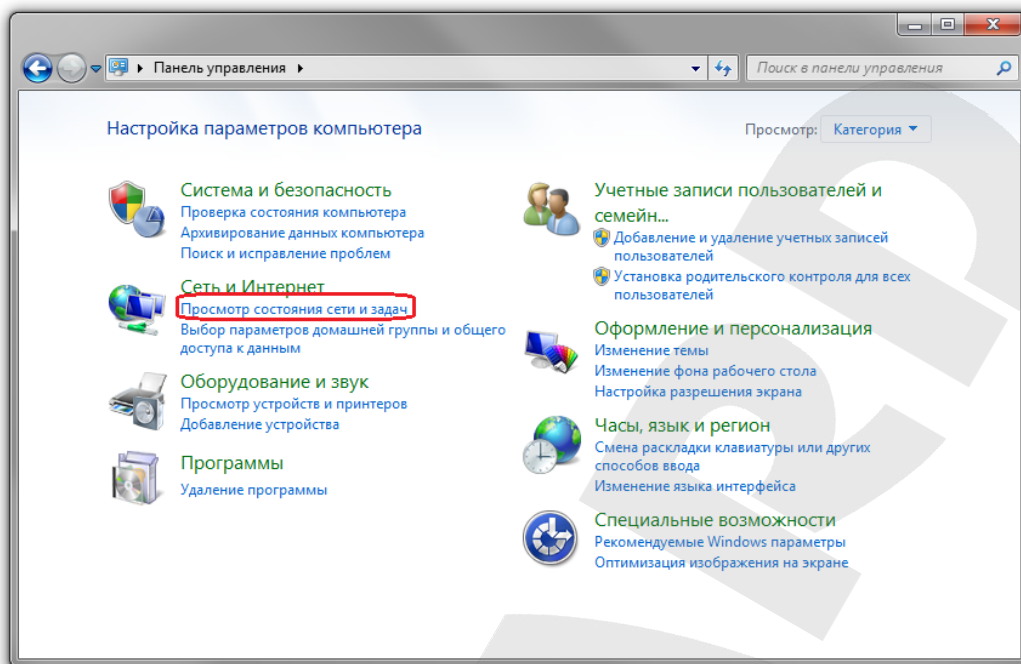 Панель управления
Поиск в панели управления
Настройка параметров компьютера
Просмотр: Категория
Система и безопасность
Проверка состояния компьютера
Архивирование данных компьютера
Поиск и исправление проблем
Сеть и Интернет
Просмотр состояния сети и задач
Выбор параметров домашней группы и общего
доступа к данным
Оборудование и звук
Просмотр устройств и принтеров
Добавление устройства
Программы
Удаление программы
Учетные записи пользователей и
семейн...
Добавление и удаление учетных записей
пользователей
Установка родительского контроля для всех
пользователей
Оформление и персонализация
Изменение темы
Изменение фона рабочего стола
Настройка разрешения экрана
Часы, язык и регион
Смена раскладки клавиатуры или других
способов ввода
Изменение языка интерфейса
Специальные возможности
Рекомендуемые Windows параметры
Оптимизация изображения на экране